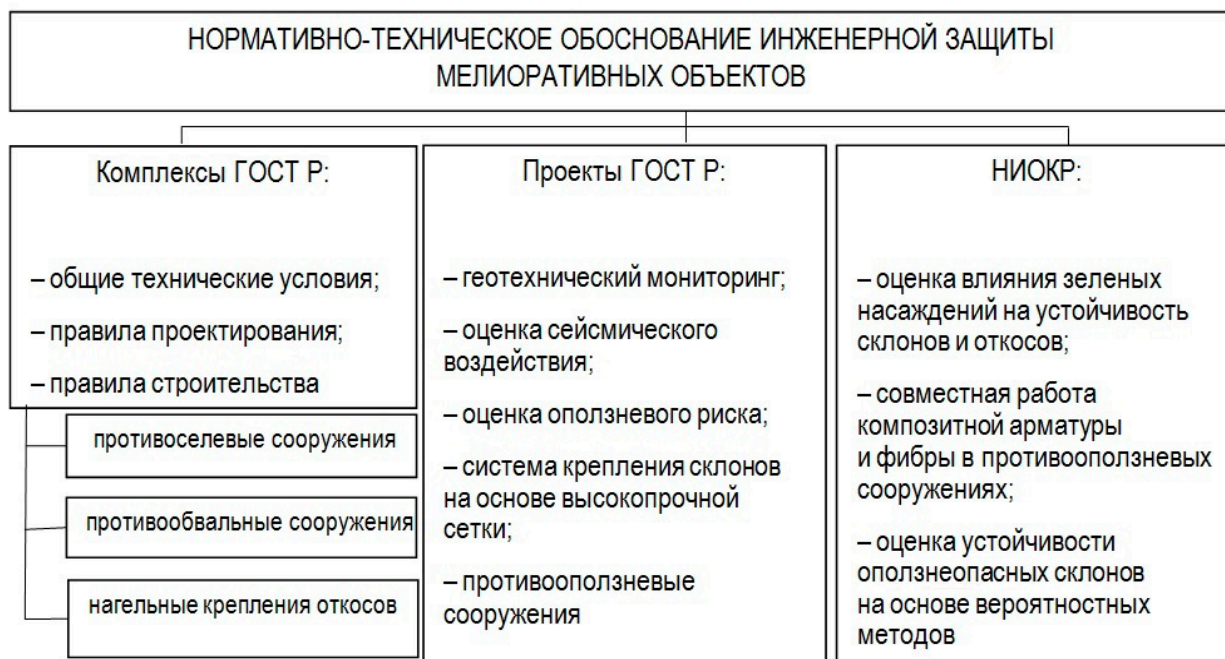 НОРМАТИВНО-ТЕХНИЧЕСКОЕ ОБОСНОВАНИЕ ИНЖЕНЕРНОЙ ЗАЩИТЫ
МЕЛИОРАТИВНЫХ ОБЪЕКТОВ
Комплексы ГОСТ Р:
– общие технические условия;
– правила проектирования;
– правила строительства
противоселевые сооружения
противообвальные сооружения
нагельные крепления откосов
Проекты ГОСТ Р:
– геотехнический мониторинг;
– оценка сейсмического
воздействия;
– оценка оползневого риска;
– система крепления склонов
на основе высокопрочной
сетки;
– противооползневые
сооружения
НИОКР:
– оценка влияния зеленых
насаждений на устойчивость
склонов и откосов;
– совместная работа
композитной арматуры
и фибры в противооползневых
сооружениях;
– оценка устойчивости
оползнеопасных склонов
на основе вероятностных
методов